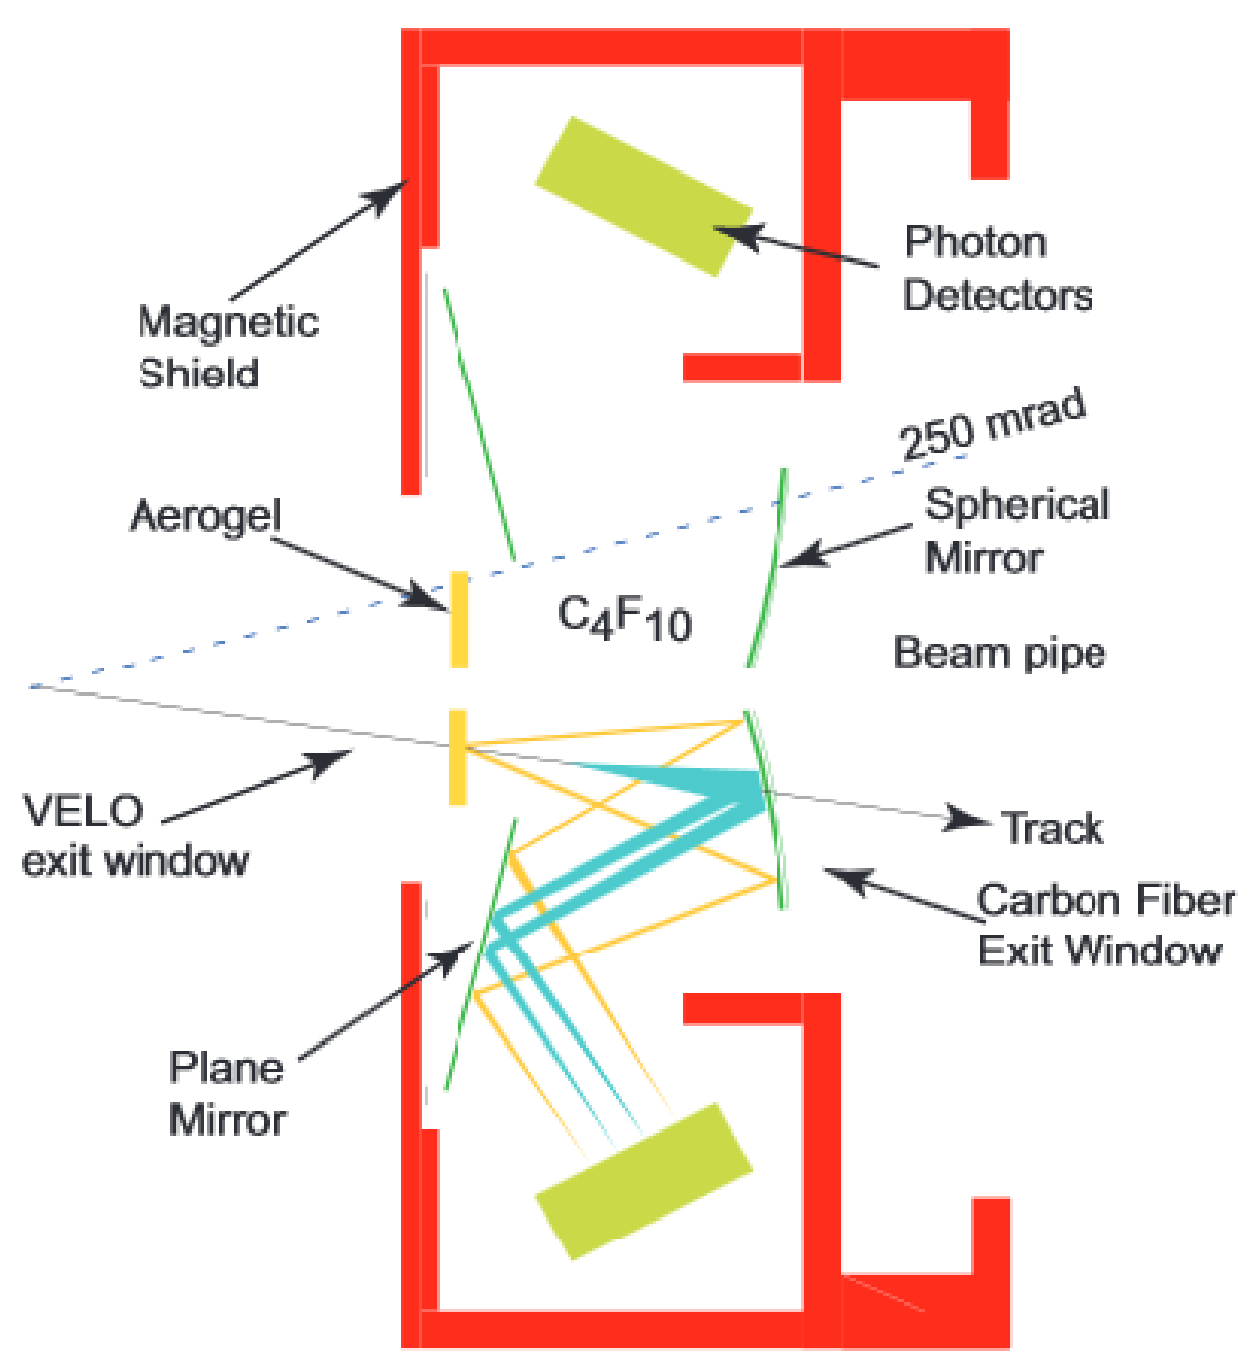 Photon
Detectors
Magnetic
Shield
250 mrad
Aerogel
Spherical
Mirror
C4F10
Beam pipe
VELO
exit window
Track
Carbon Fiber
Exit Window
Plane
Mirror